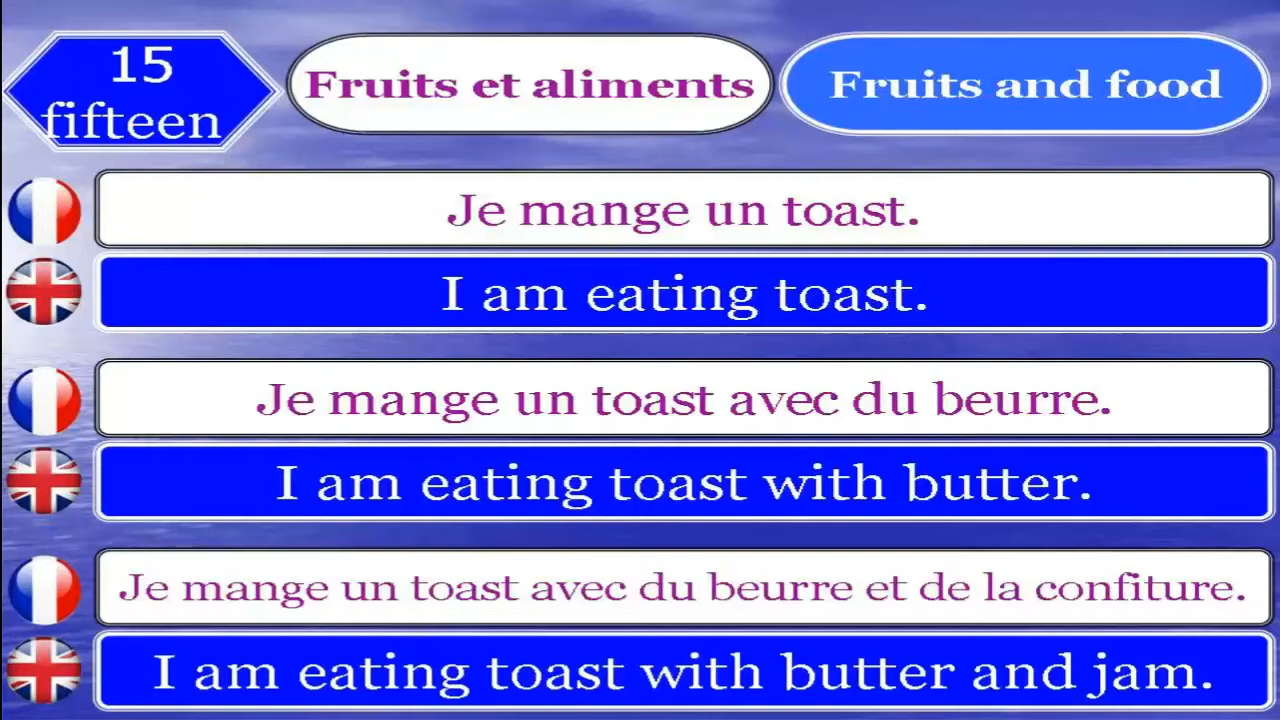 15
fifteen
Fruits et aliments
Fruits and food
Je mange un toast.
I am eating toast.
Je mange un toast avec du beurre.
I am eating toast with butter.
Je mange un toast avec du beurre et de la confiture.
I am eating toast with butter and jam.